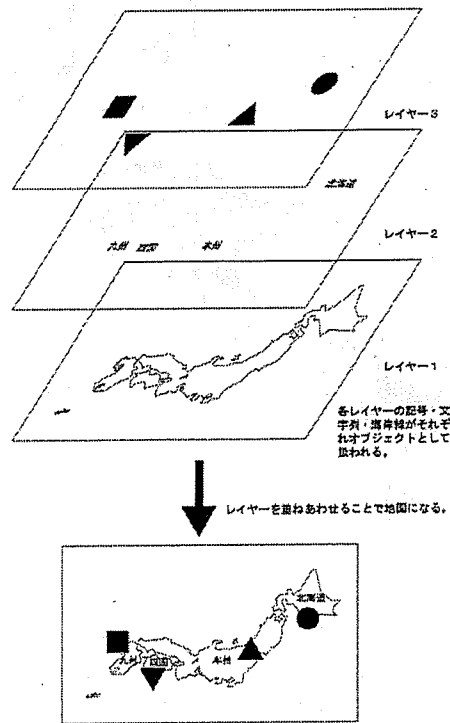 レイヤー3
北海道
九州 四国 本州
レイヤー2
レイヤー1
各レイヤーの記号・文
字列・海岸線がそれぞ
れオブジェクトとして
扱われる。
レイヤーを重ねあわせることで地図になる。
北海道
九州 四国 本州